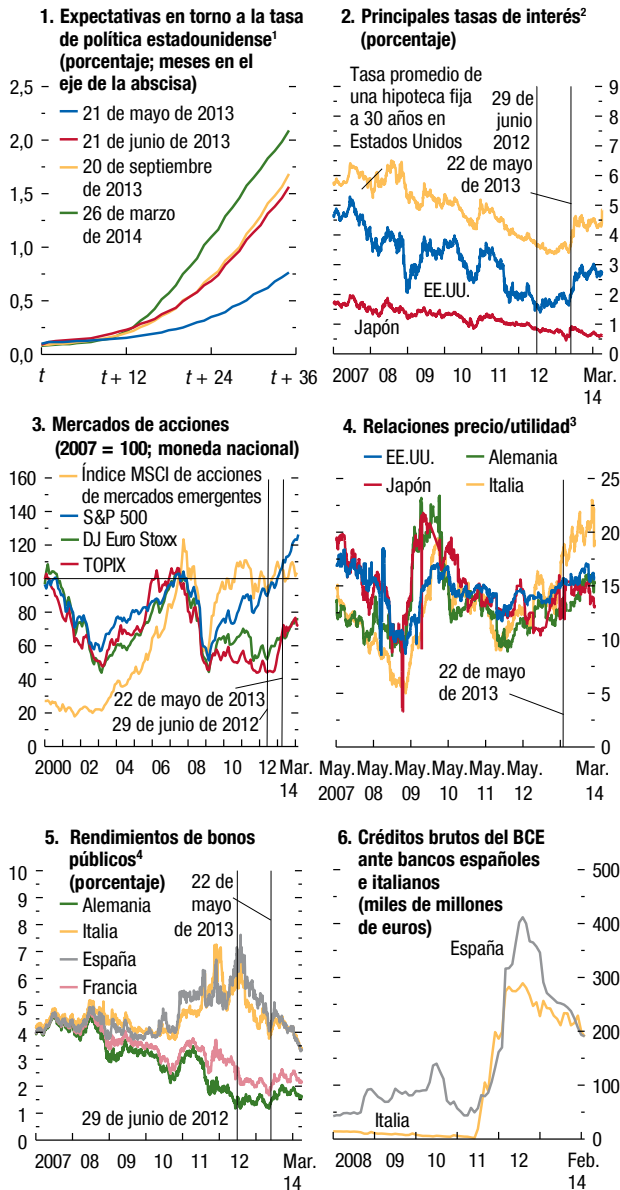 1. Expectativas en torno a la tasa
de política estadounidense¹
(porcentaje; meses en el
eje de la abscisa)
2,5
2,0
1,5
1,0
0,5
0,0
21 de mayo de 2013
21 de junio de 2013
20 de septiembre
de 2013
26 de marzo
de 2014
t
t + 12
t + 24
t + 36
2. Principales tasas de interés²
(porcentaje)
Tasa promedio de
una hipoteca fija
a 30 años en
Estados Unidos
29 de
junio
2012
22 de mayo
de 2013
EE.UU.
Japón
9
8
7
6
5
4
3
2
1
0
2007 08 09 10 11 12 Mar.
14
3. Mercados de acciones
(2007 = 100; moneda nacional)
160
140
120
100
80
60
40
20
0
Índice MSCI de acciones
de mercados emergentes
S&P 500
DJ Euro Stoxx
TOPIX
22 de mayo de 2013
29 de junio de 2012
2000 02 04 06 08 10 12 Mar.
14
4. Relaciones precio/utilidad³
EE.UU.
Alemania
Japón
Italia
25
20
15
10
5
0
22 de mayo
de 2013
May. May. May. May. May. May. Mar.
2007 08 09 10 11 12 14
5. Rendimientos de bonos
públicos⁴
(porcentaje)
10
9
8
7
6
5
4
3
2
1
0
Alemania
Italia
España
Francia
22 de
mayo
de 2013
29 de junio de 2012
2007 08 09 10 11 12 Mar.
14
6. Créditos brutos del BCE
ante bancos españoles
e italianos
(miles de millones
de euros)
España
Italia
500
400
300
200
100
0
2008 09 10 11 12 Feb.
14